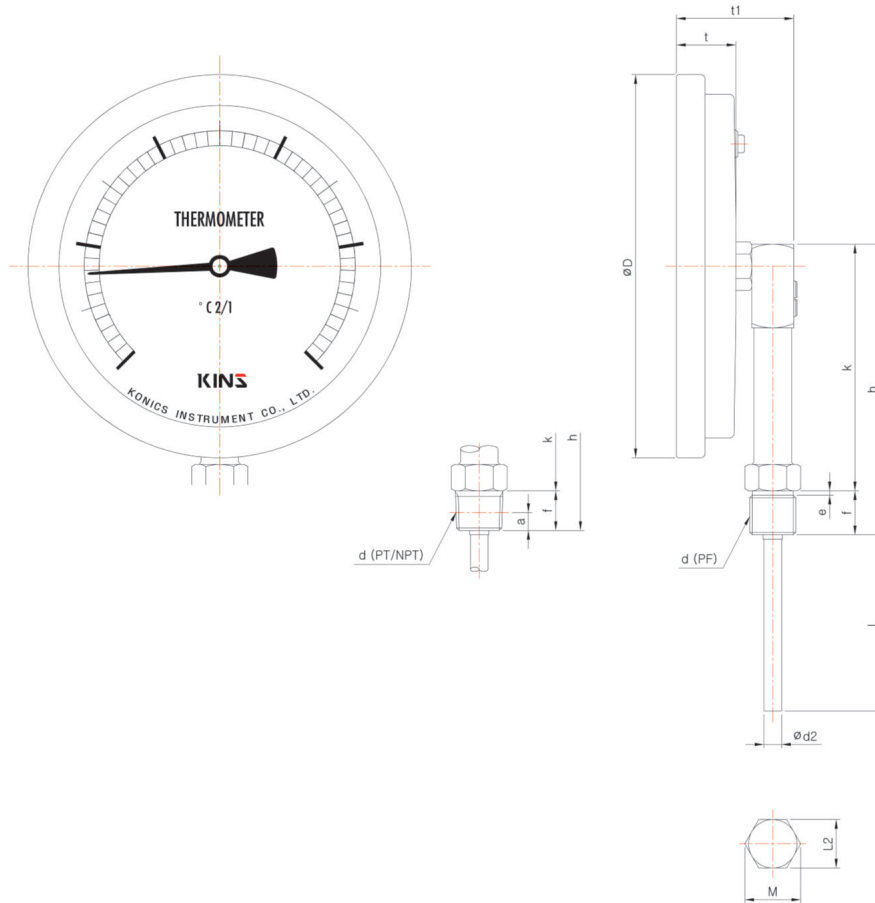 t1
t
THERMOMETER
° C 2/1
KINS
KONICS INSTRUMENT CO., LTD.
ØD
k
h
k
h
a
f
e
f
d (PT/NPT)
d (PF)
l
Ød2
L2
M